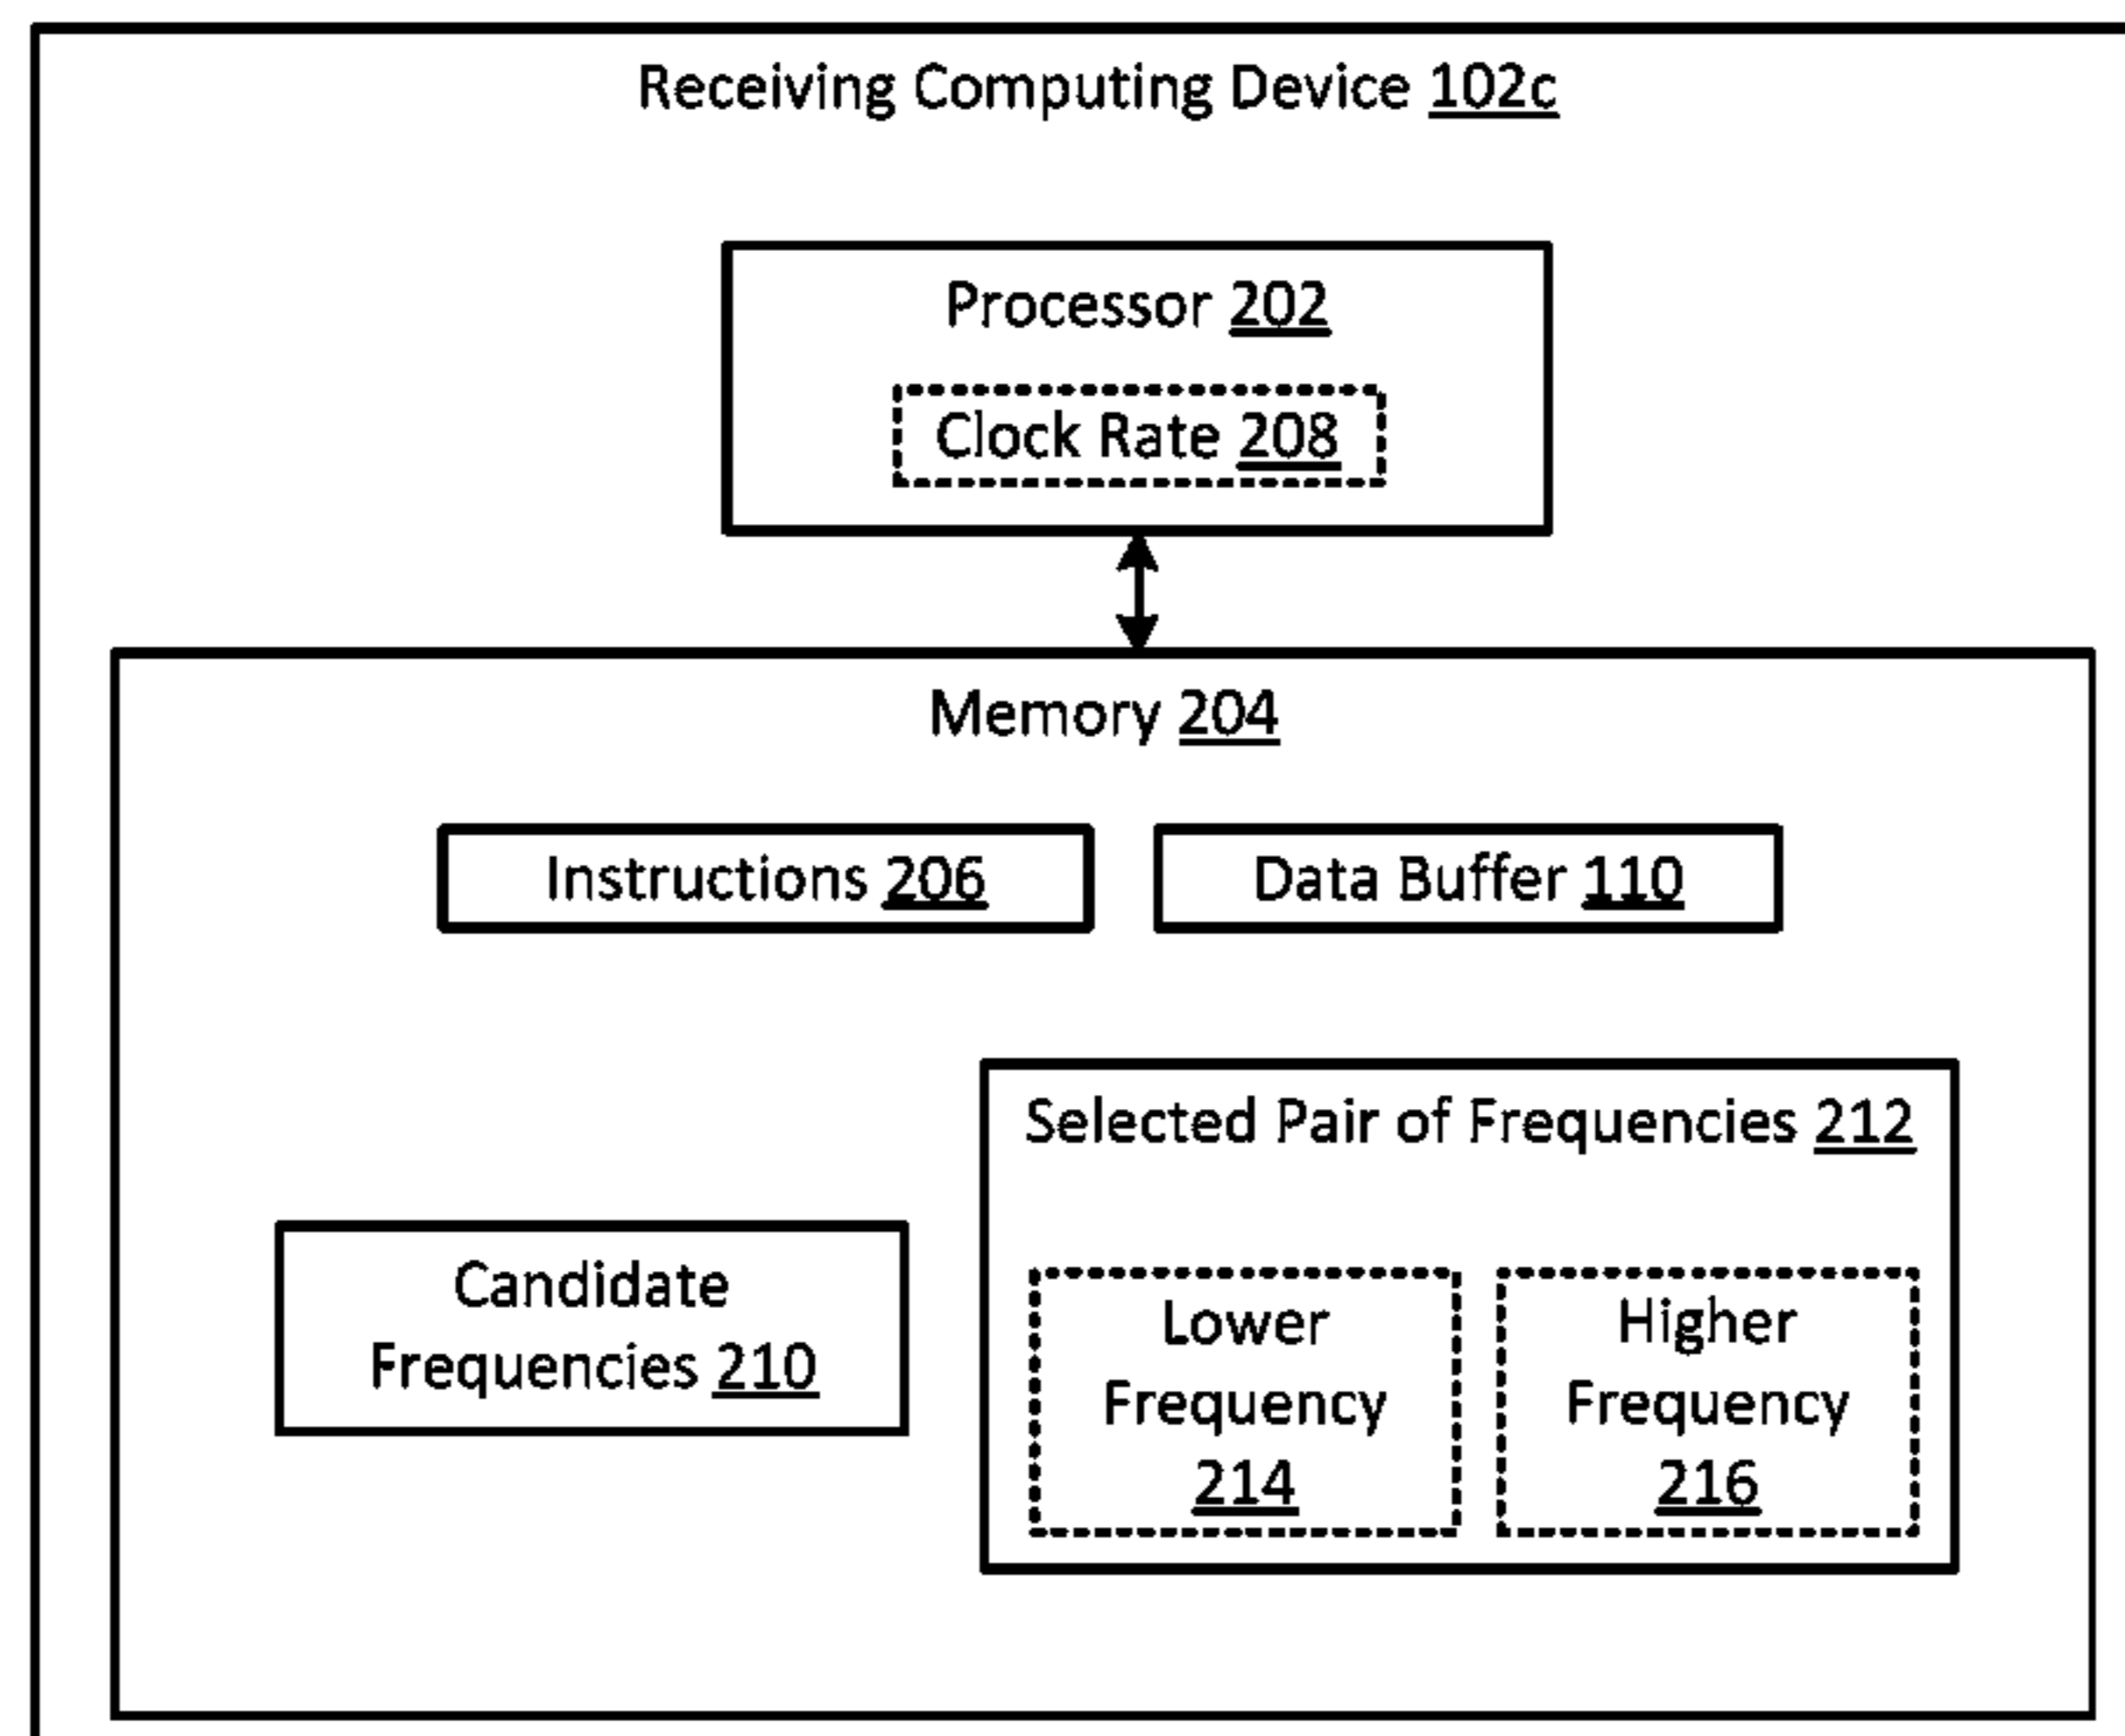 Receiving Computing Device 102c
Processor 202
Clock Rate 208
Memory 204
Instructions 206
Data Buffer 110
Selected Pair of Frequencies 212
Candidate
Frequencies 210
Lower
Frequency
214
Higher
Frequency
216